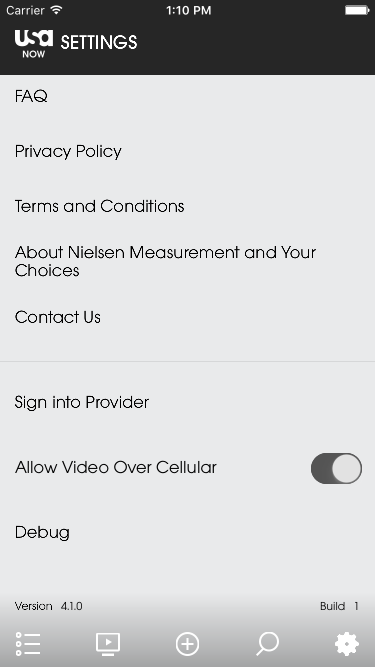 Carrier 1:10 PM
usa
NOW
SETTINGS
FAQ
Privacy Policy
Terms and Conditions
About Nielsen Measurement and Your
Choices
Contact Us
Sign into Provider
Allow Video Over Cellular
Debug
Version 4.1.0 Build 1